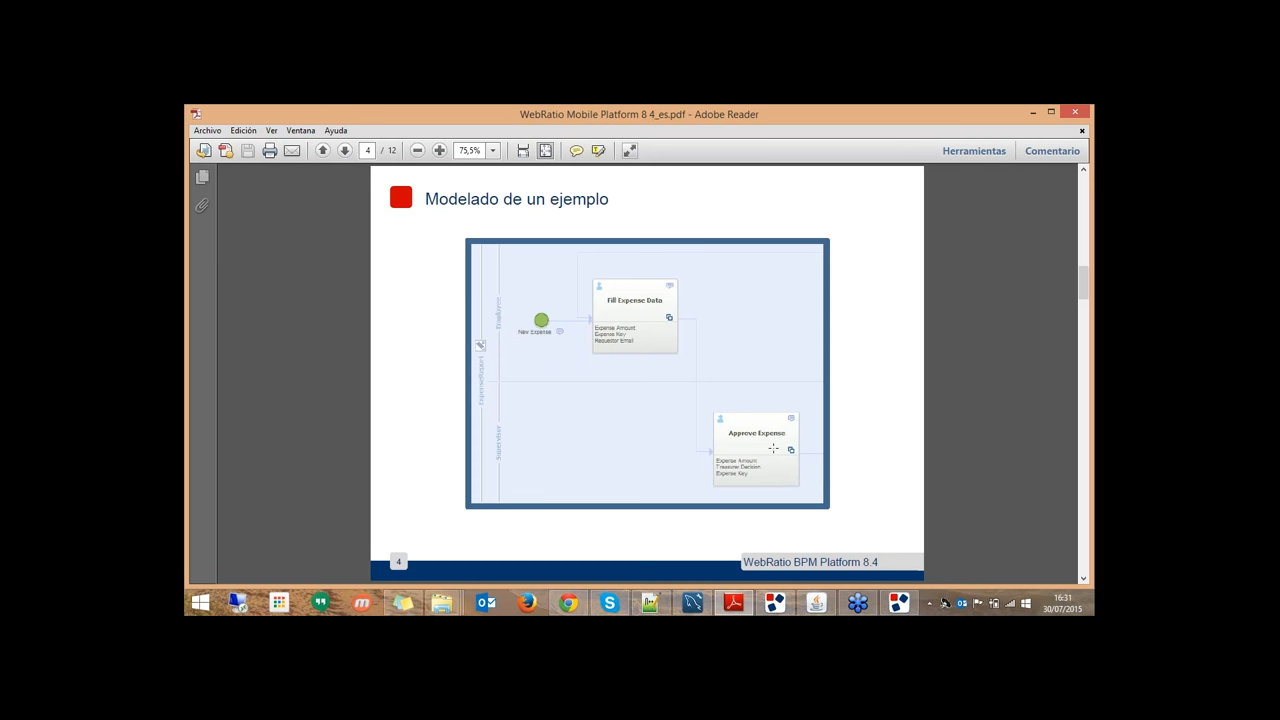 WebRatio Mobile Platform 8 4_es.pdf - Adobe Reader
Archivo Edición Ver Ventana Ayuda
4 / 12 75,5% Herramientas Comentario
Modelado de un ejemplo
Employee
Fill Expense Data
New Expense
Expense Amount
Expense Key
Requestor Email
Supervisor
Approve Expense
Expense Amount
Treasurer Decision
Expense Key
4
WebRatio BPM Platform 8.4
16:31
30/07/2015